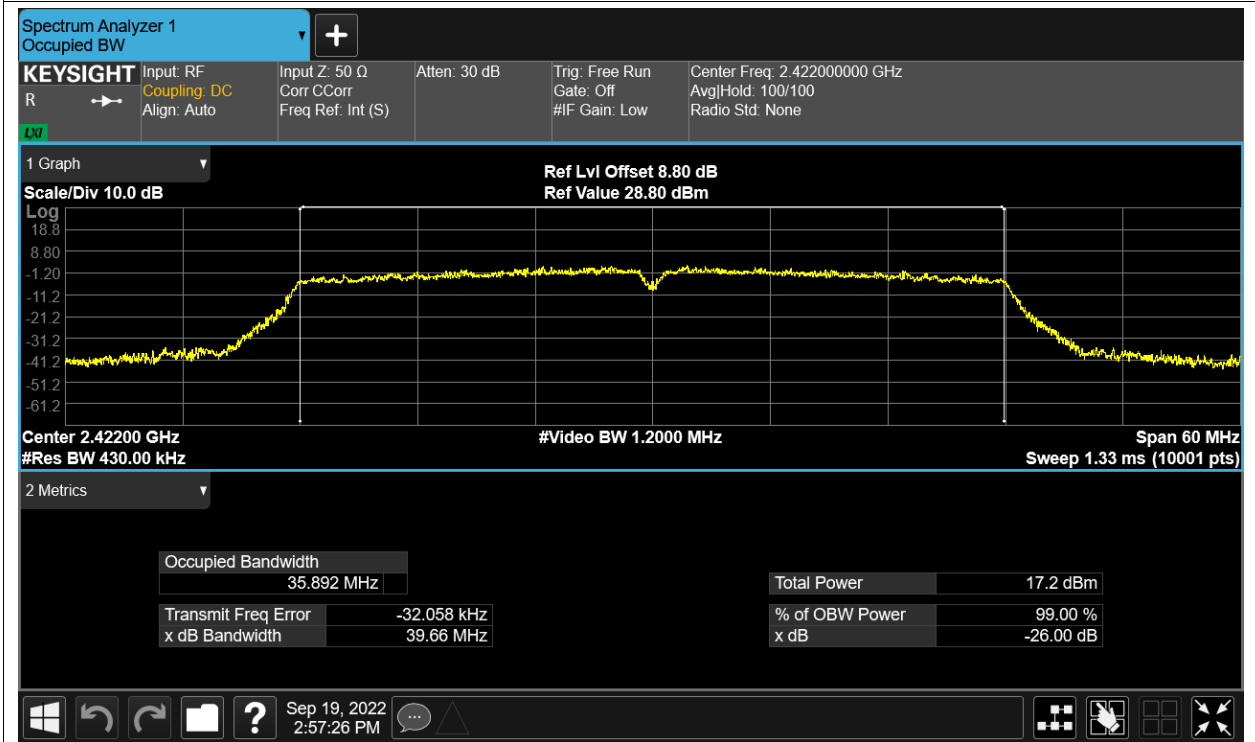 Spectrum Analyzer 1
Occupied BW
KEYSIGHT
R
LXI
Input: RF
Coupling: DC
Align: Auto
Input Z: 50 Ω
Corr CCorr
Freq Ref: Int (S)
Atten: 30 dB
Trig: Free Run
Gate: Off
#IF Gain: Low
Center Freq: 2.422000000 GHz
Avg|Hold: 100/100
Radio Std: None
1 Graph
Scale/Div 10.0 dB
Ref Lvl Offset 8.80 dB
Ref Value 28.80 dBm
Log
18.8
8.80
-1.20
-11.2
-21.2
-31.2
-41.2
-51.2
-61.2
Center 2.42200 GHz
#Video BW 1.2000 MHz
Span 60 MHz
#Res BW 430.00 kHz
Sweep 1.33 ms (10001 pts)
2 Metrics
Occupied Bandwidth
35.892 MHz
Total Power 17.2 dBm
Transmit Freq Error -32.058 kHz
% of OBW Power 99.00 %
x dB Bandwidth 39.66 MHz
x dB -26.00 dB
?
Sep 19, 2022
2:57:26 PM